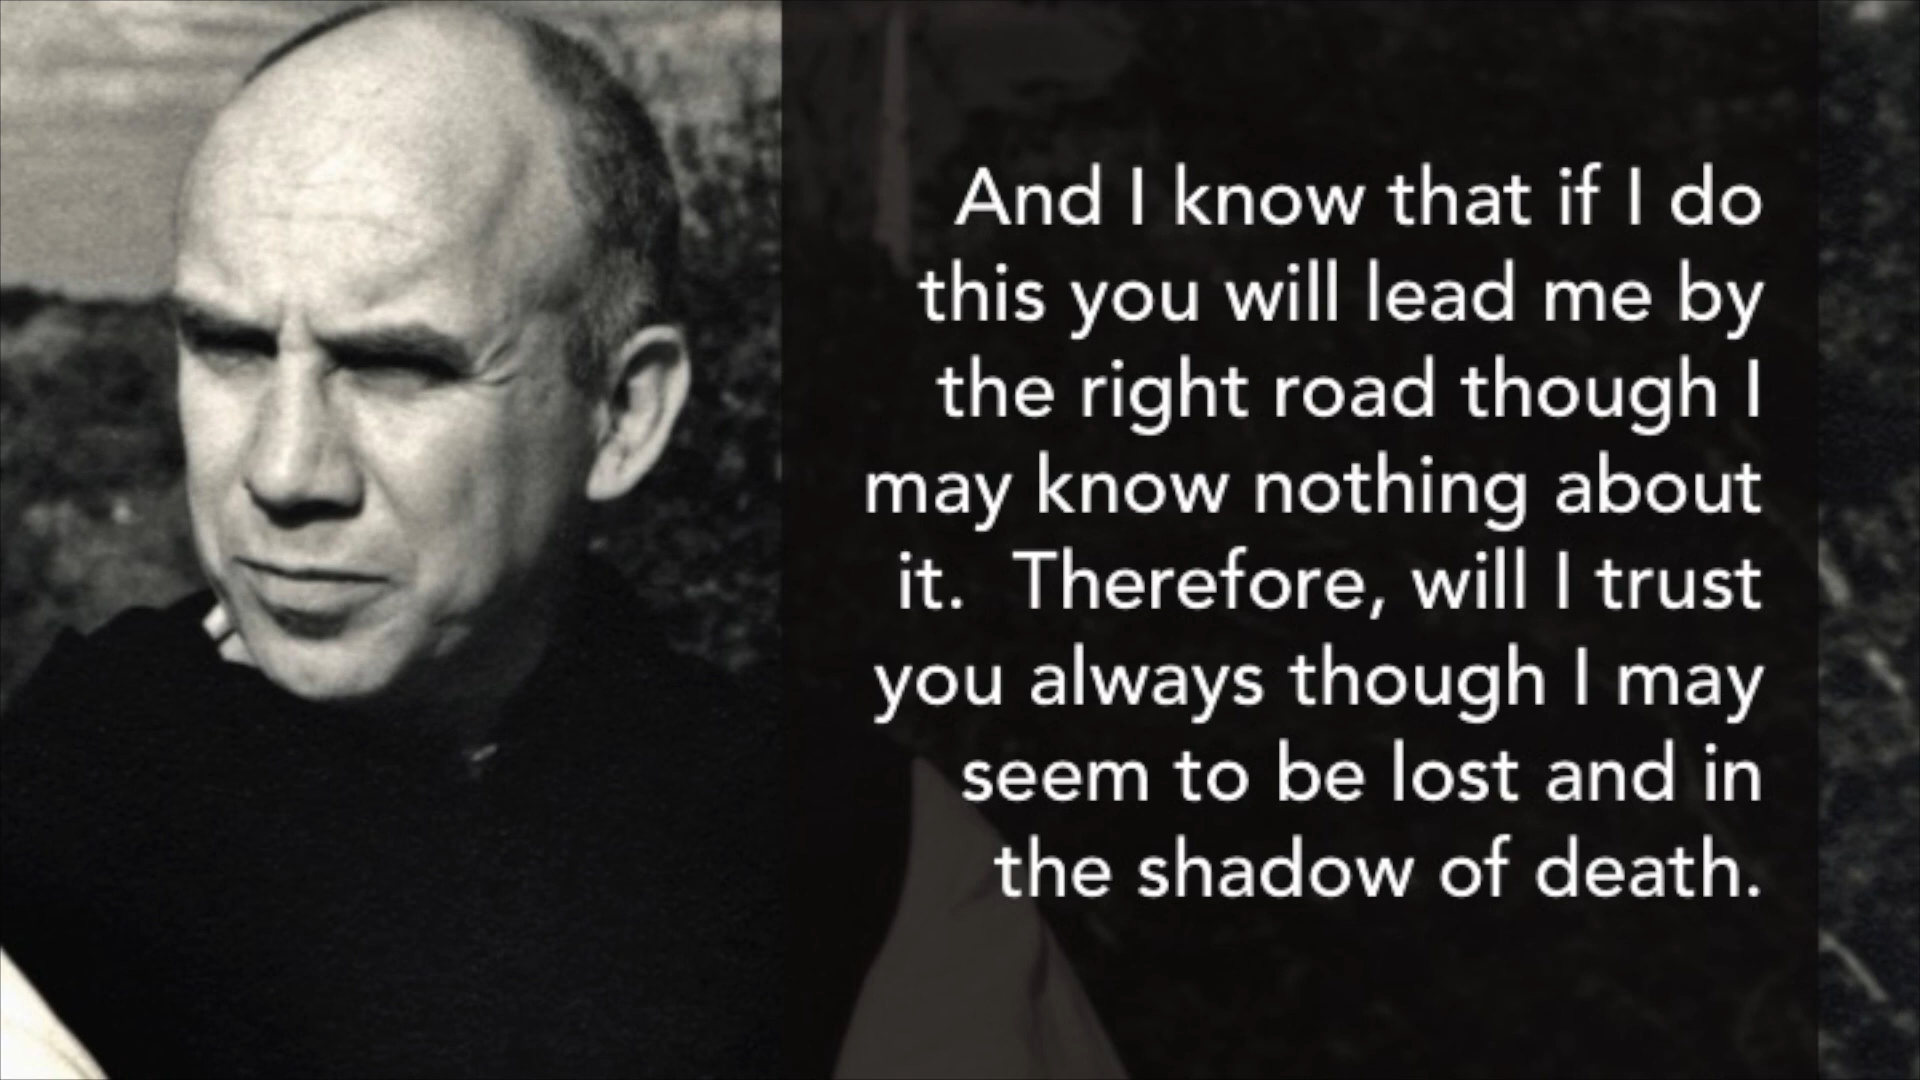 And I know that if I do
this you will lead me by
the right road though I
may know nothing about
it.  Therefore, will I trust
you always though I may
seem to be lost and in
the shadow of death.